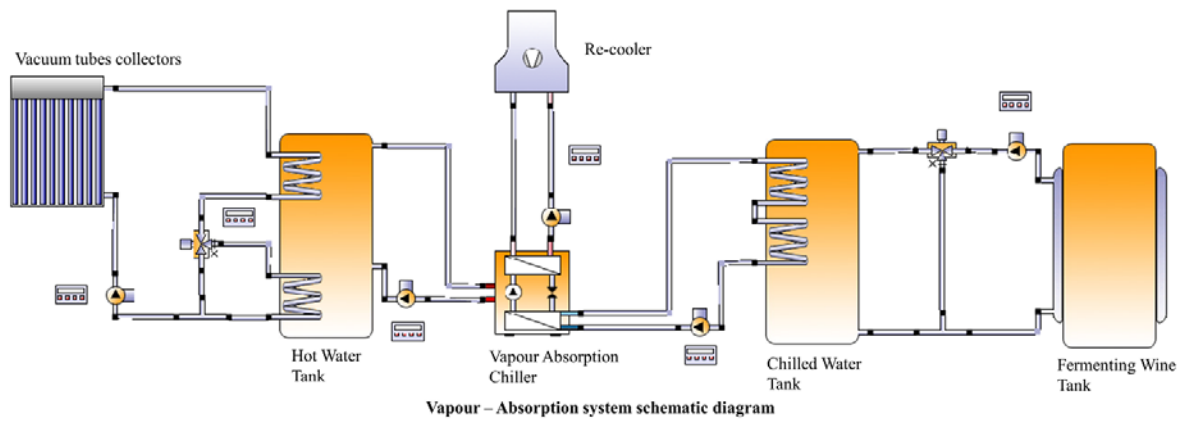 Vacuum tubes collectors
Re-cooler
Hot Water
Tank
Vapour Absorption
Chiller
Chilled Water
Tank
Fermenting Wine
Tank
Vapour – Absorption system schematic diagram